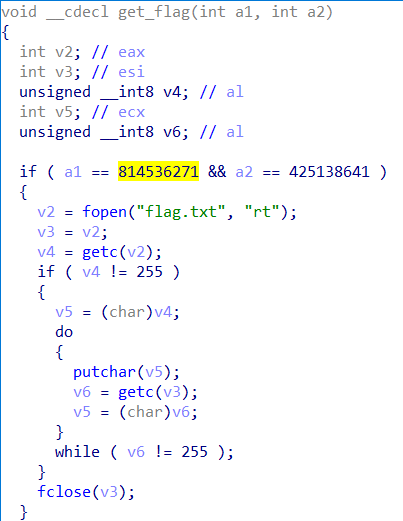 void __cdecl get_flag(int a1, int a2)
{
  int v2; // eax
  int v3; // esi
  unsigned __int8 v4; // al
  int v5; // ecx
  unsigned __int8 v6; // al

  if ( a1 == 814536271 && a2 == 425138641 )
  {
    v2 = fopen("flag.txt", "rt");
    v3 = v2;
    v4 = getc(v2);
    if ( v4 != 255 )
    {
      v5 = (char)v4;
      do
      {
        putchar(v5);
        v6 = getc(v3);
        v5 = (char)v6;
      }
      while ( v6 != 255 );
    }
    fclose(v3);
  }